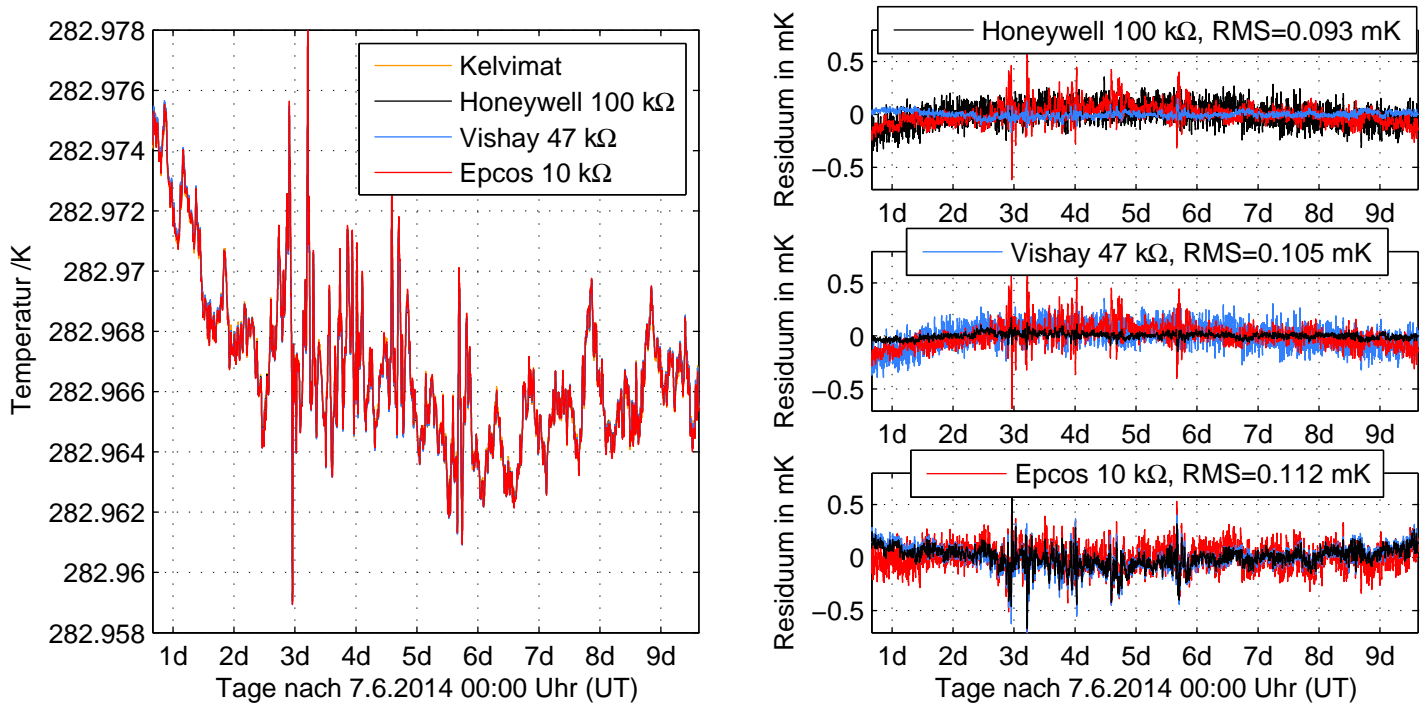 282.978
282.976
282.974
282.972
282.97
282.968
282.966
282.964
282.962
282.96
282.958
Temperatur /K
Kelvimat
Honeywell 100 kΩ
Vishay 47 kΩ
Epcos 10 kΩ
1d 2d 3d 4d 5d 6d 7d 8d 9d
Tage nach 7.6.2014 00:00 Uhr (UT)
Honeywell 100 kΩ, RMS=0.093 mK
Residuum in mK
0.5
0
−0.5
1d 2d 3d 4d 5d 6d 7d 8d 9d
Vishay 47 kΩ, RMS=0.105 mK
Residuum in mK
0.5
0
−0.5
1d 2d 3d 4d 5d 6d 7d 8d 9d
Epcos 10 kΩ, RMS=0.112 mK
Residuum in mK
0.5
0
−0.5
1d 2d 3d 4d 5d 6d 7d 8d 9d
Tage nach 7.6.2014 00:00 Uhr (UT)